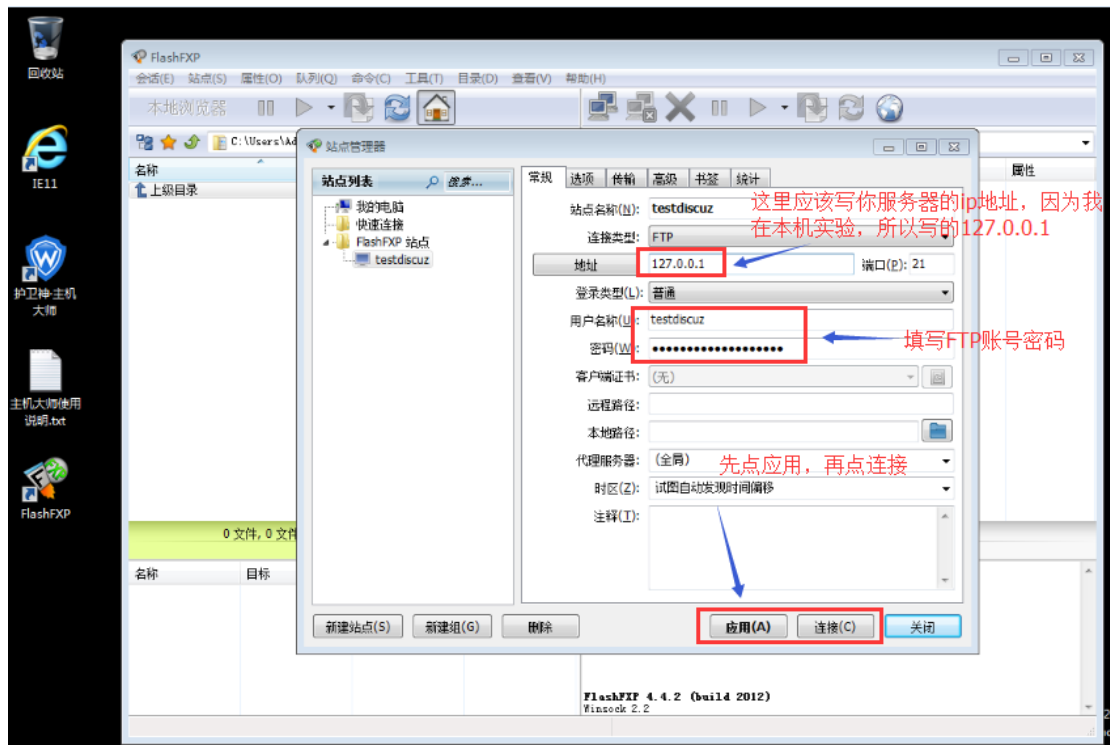 回收站
IE11
护卫神·主机
大师
主机大师使用
说明.txt
FlashFXP
FlashFXP
会话(E) 站点(S) 属性(O) 队列(Q) 命令(C) 工具(T) 目录(D) 查看(V) 帮助(H)
本地浏览器
C:\Users\Ad
名称
上级目录
属性
0 文件, 0 文件
名称 目标
站点管理器
站点列表
搜索...
我的电脑
快速连接
FlashFXP 站点
testdiscuz
常规 选项 传输 高级 书签 统计
站点名称(N): testdiscuz
这里应该写你服务器的ip地址，因为我
在本机实验，所以写的127.0.0.1
连接类型: FTP
地址 127.0.0.1 端口(P): 21
登录类型(L): 普通
用户名称(U): testdiscuz
填写FTP账号密码
密码(W): ●●●●●●●●●●●●●●●●●●●
客户端证书: (无)
远程路径:
本地路径:
代理服务器: (全局)
先点应用，再点连接
时区(Z): 试图自动发现时间偏移
注释(T):
新建站点(S) 新建组(G) 删除 应用(A) 连接(C) 关闭
FlashFXP 4.4.2 (build 2012)
Winsock 2.2